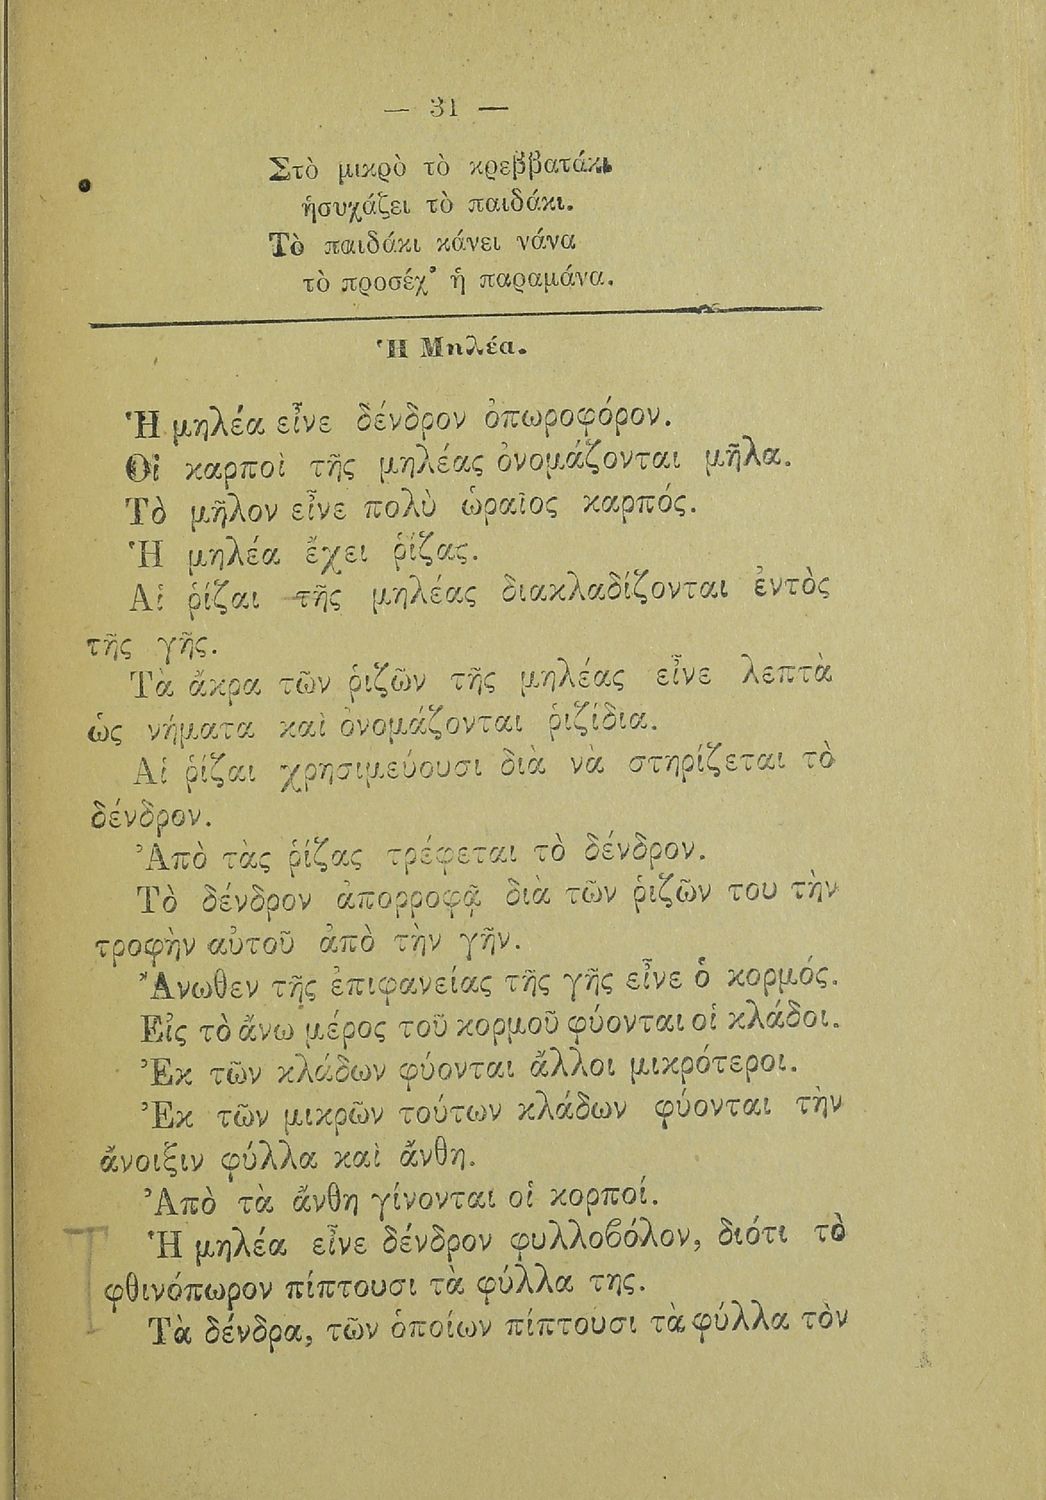 — 31 —
Στὸ μικρὸ τὸ κρεββατάκι
ἡσυχάζει τὸ παιδάκι.
Τὸ παιδάκι κάνει νάνα
τὸ προσέχ’ ἡ παραμάνα.
Ἡ Μηλέα.
Ἡ μηλέα εἶνε δένδρον ὀπωροφόρον.
Οἱ καρποὶ τῆς μηλέας ὀνομάζονται μῆλα.
Τὸ μῆλον εἶνε πολὺ ὡραῖος καρπός.
Ἡ μηλέα ἔχει ῥίζας.
Αἱ ῥίζαι τῆς μηλέας διακλαδίζονται ἐντὸς
τῆς γῆς.
Τὰ ἄκρα τῶν ῥιζῶν τῆς μηλέας εἶνε λεπτὰ
ὡς νήματα καὶ ὀνομάζονται ῥιζίδια.
Αἱ ῥίζαι χρησιμεύουσι διὰ νὰ στηρίζεται τὸ
δένδρον.
Ἀπὸ τὰς ῥίζας τρέφεται τὸ δένδρον.
Τὸ δένδρον ἀπορροφᾷ διὰ τῶν ῥιζῶν του τὴν
τροφὴν αὐτοῦ ἀπὸ τὴν γῆν.
Ἄνωθεν τῆς ἐπιφανείας τῆς γῆς εἶνε ὁ κορμός.
Εἰς τὸ ἄνω μέρος τοῦ κορμοῦ φύονται οἱ κλάδοι.
Ἐκ τῶν κλάδων φύονται ἄλλοι μικρότεροι.
Ἐκ τῶν μικρῶν τούτων κλάδων φύονται τὴν
ἄνοιξιν φύλλα καὶ ἄνθη.
Ἀπὸ τὰ ἄνθη γίνονται οἱ κορποί.
Ἡ μηλέα εἶνε δένδρον φυλλοβόλον, διότι τὸ
φθινόπωρον πίπτουσι τὰ φύλλα της.
Τὰ δένδρα, τῶν ὁποίων πίπτουσι τὰ φύλλα τὸν